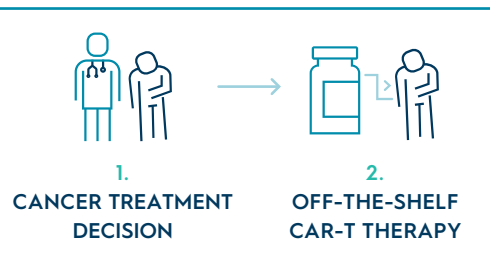 1.
CANCER TREATMENT
DECISION
2.
OFF-THE-SHELF
CAR-T THERAPY